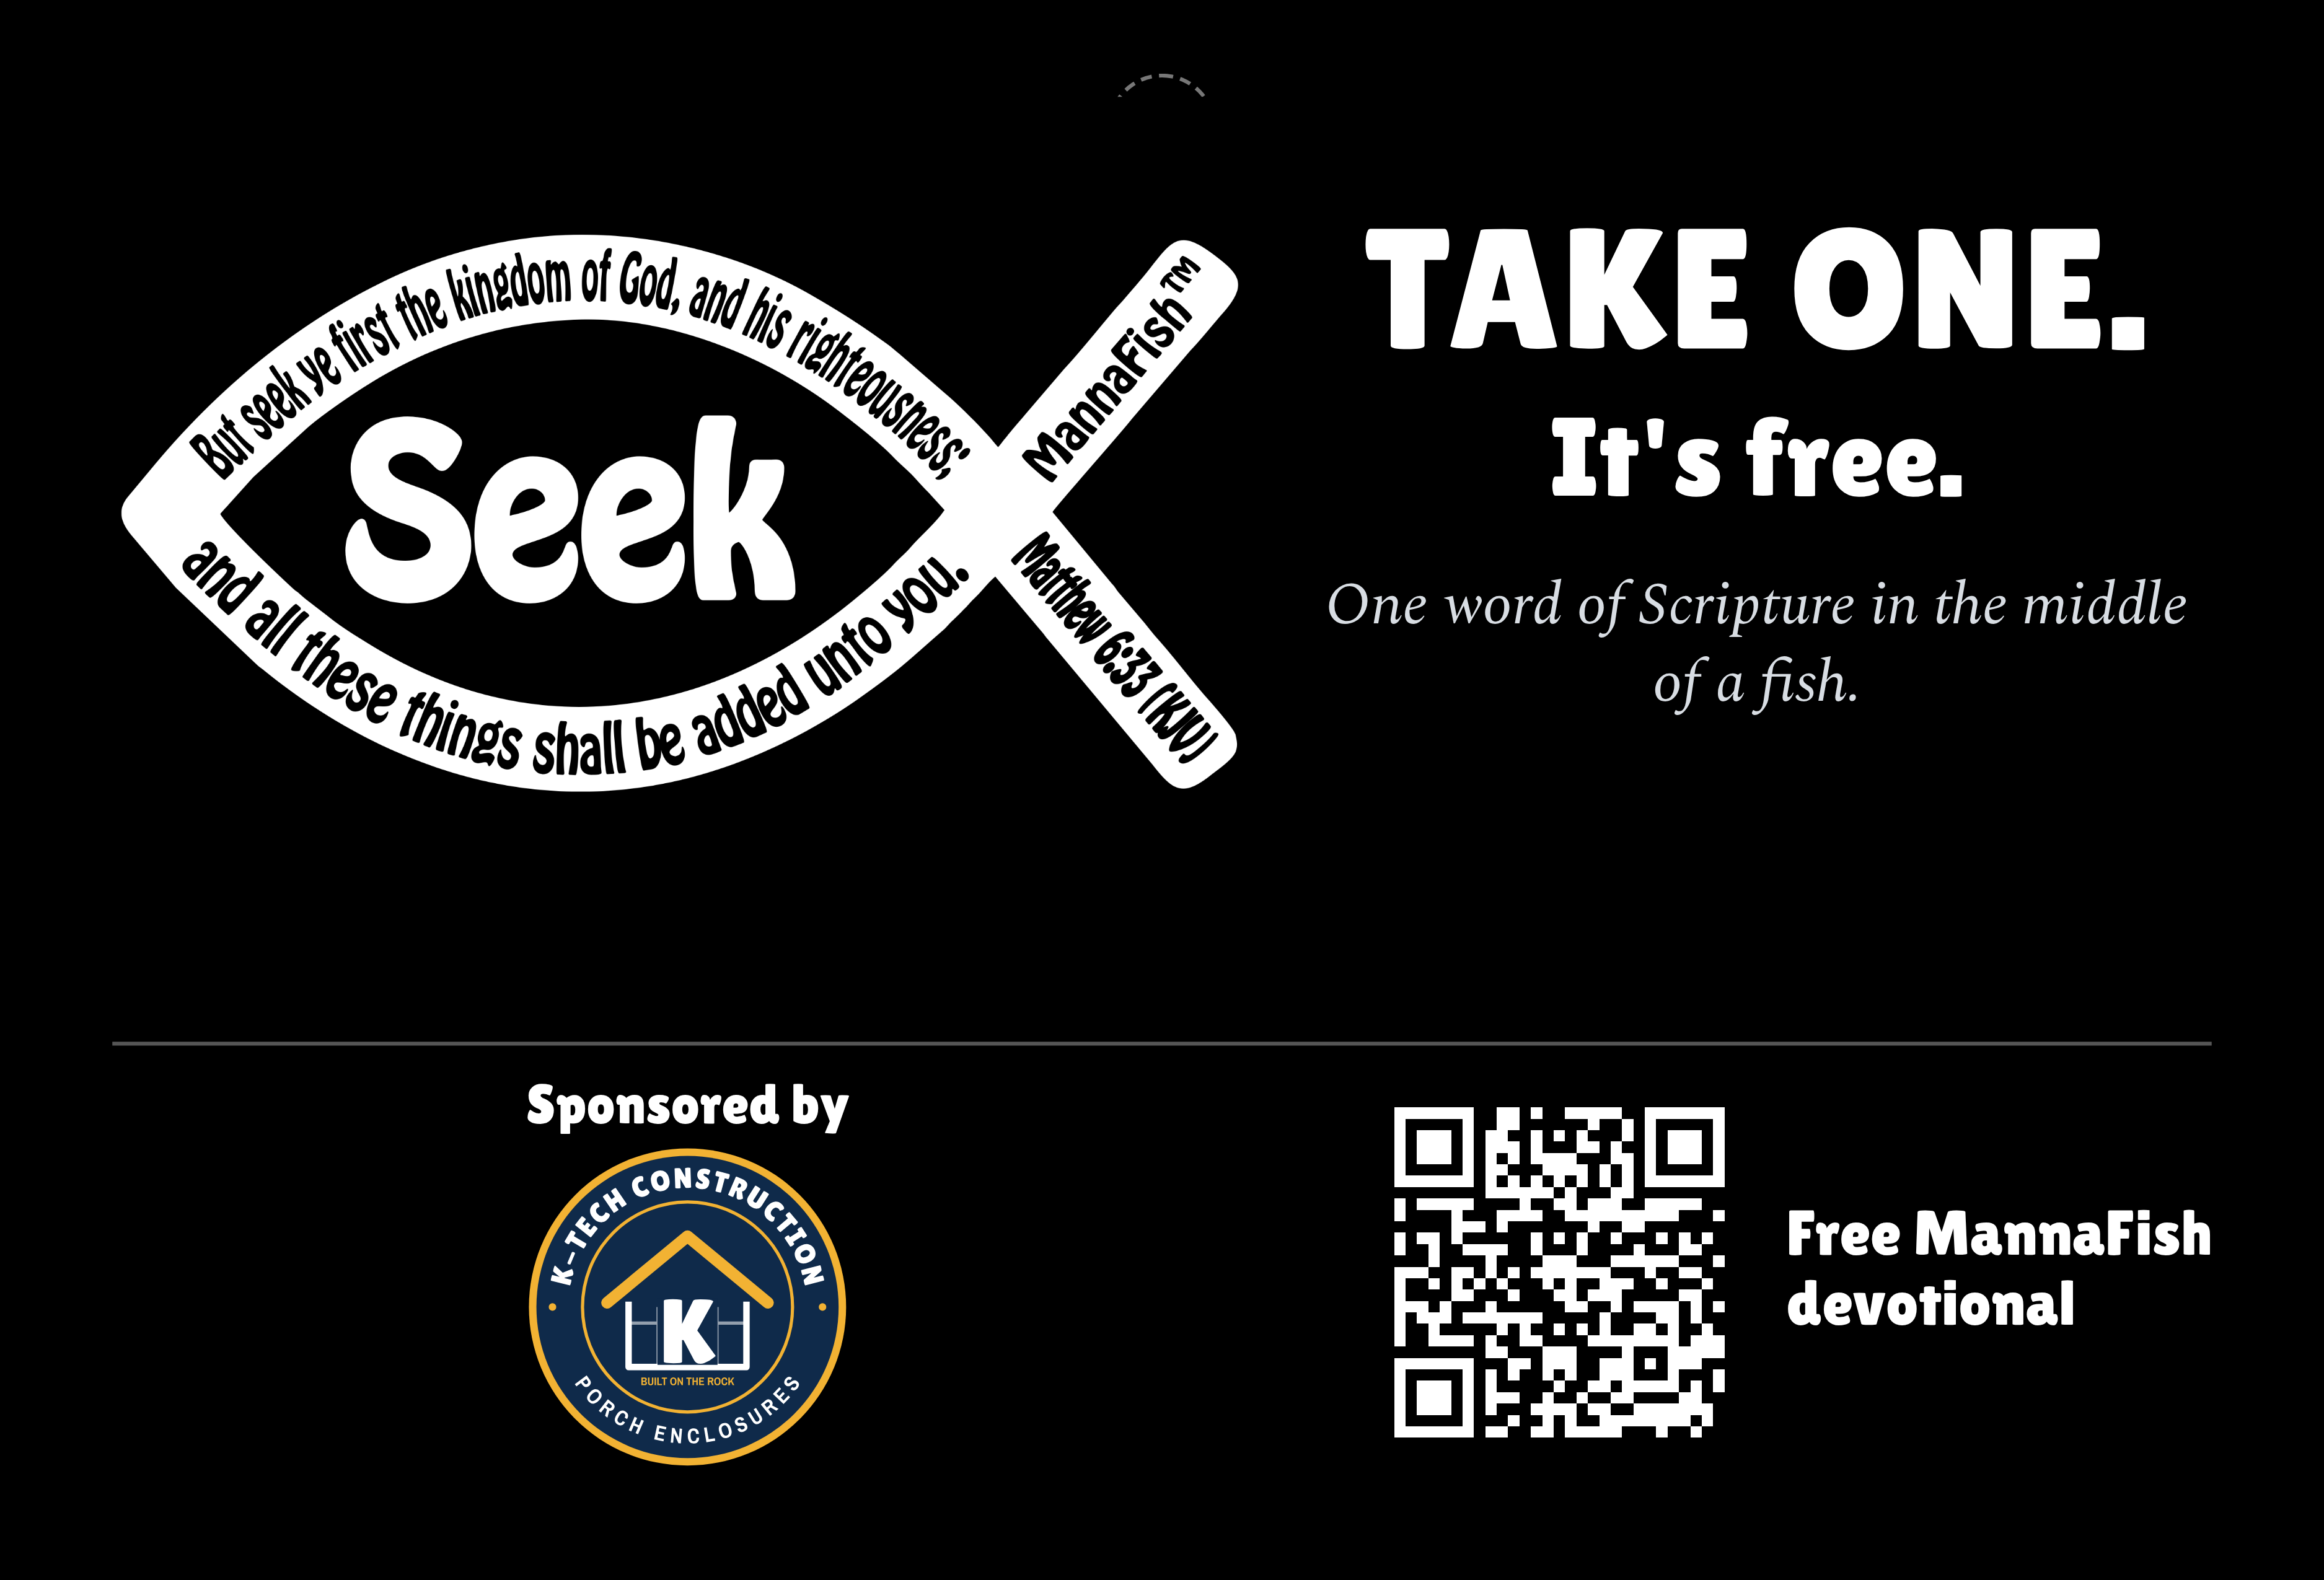 But seek ye first the kingdom of God, and his righteousness;
and all these things shall be added unto you.
Seek
MannaFish ™
Matthew 6:33 (KJV)
TAKE ONE.
It's free.
One word of Scripture in the middle
of a fish.
Sponsored by
K-TECH CONSTRUCTION
K
BUILT ON THE ROCK
PORCH ENCLOSURES
Free MannaFish
devotional